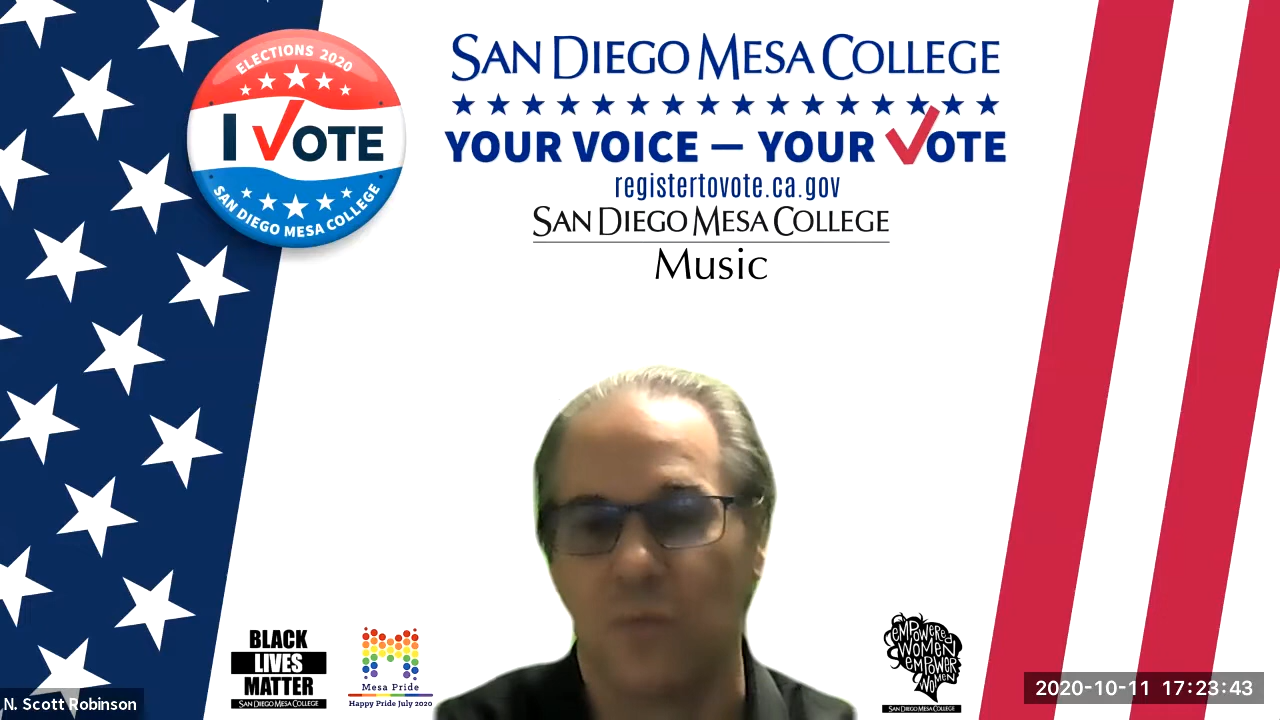 ELECTIONS 2020
I VOTE
SAN DIEGO MESA COLLEGE
SAN DIEGO MESA COLLEGE
YOUR VOICE — YOUR VOTE
registertovote.ca.gov
SAN DIEGO MESA COLLEGE
Music
BLACK
LIVES
MATTER
SAN DIEGO MESA COLLEGE
Mesa Pride
Happy Pride July 2020
EMPOWERED
WOMEN
EMPOWER
WOMEN
SAN DIEGO MESA COLLEGE
N. Scott Robinson
2020-10-11 17:23:43